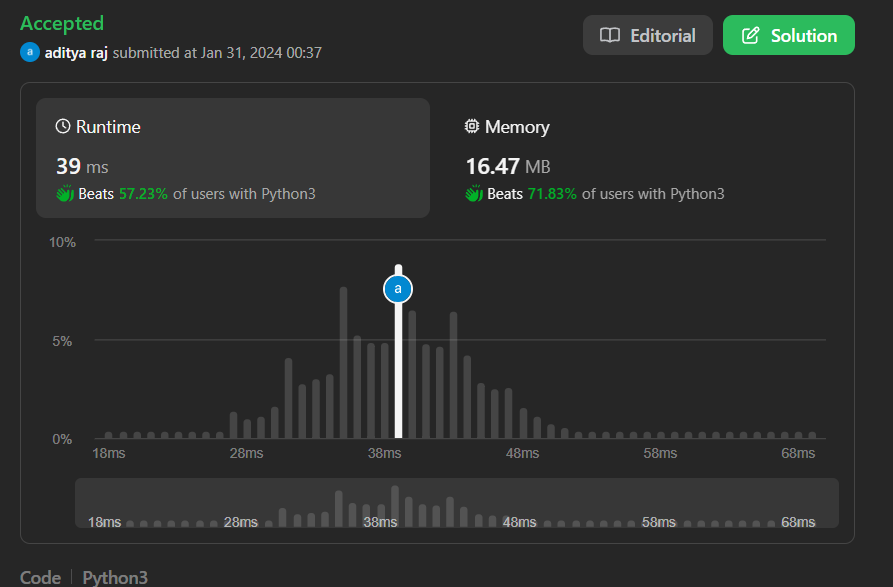 Accepted
Editorial
Solution
a aditya raj submitted at Jan 31, 2024 00:37
Runtime
39 ms
Beats 57.23% of users with Python3
Memory
16.47 MB
Beats 71.83% of users with Python3
10%
a
5%
0%
18ms 28ms 38ms 48ms 58ms 68ms
18ms 28ms 38ms 48ms 58ms 68ms
Code | Python3